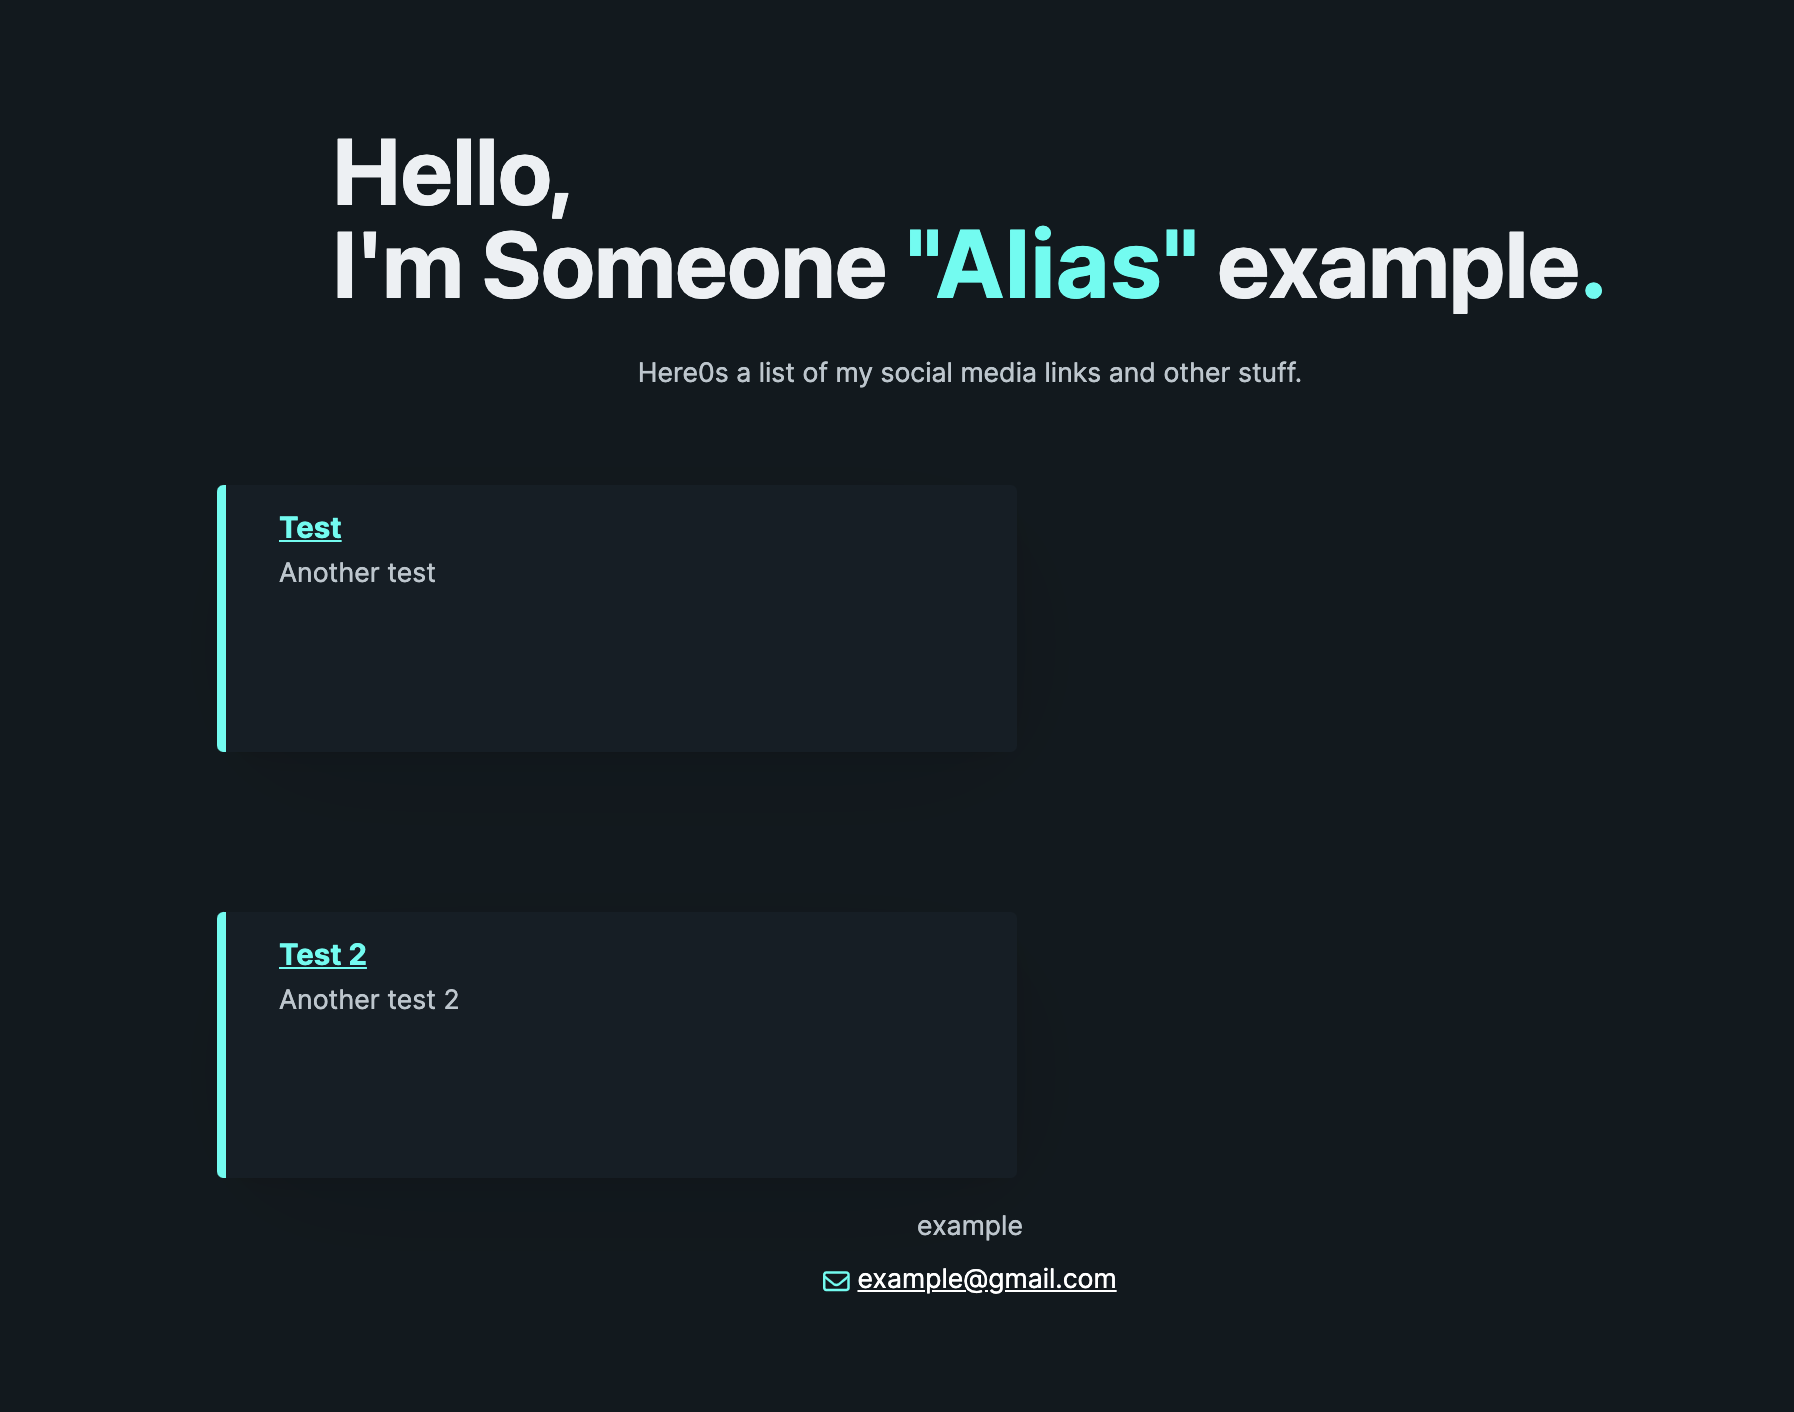 Hello,
I'm Someone "Alias" example.
Here0s a list of my social media links and other stuff.
Test
Another test
Test 2
Another test 2
example
example@gmail.com